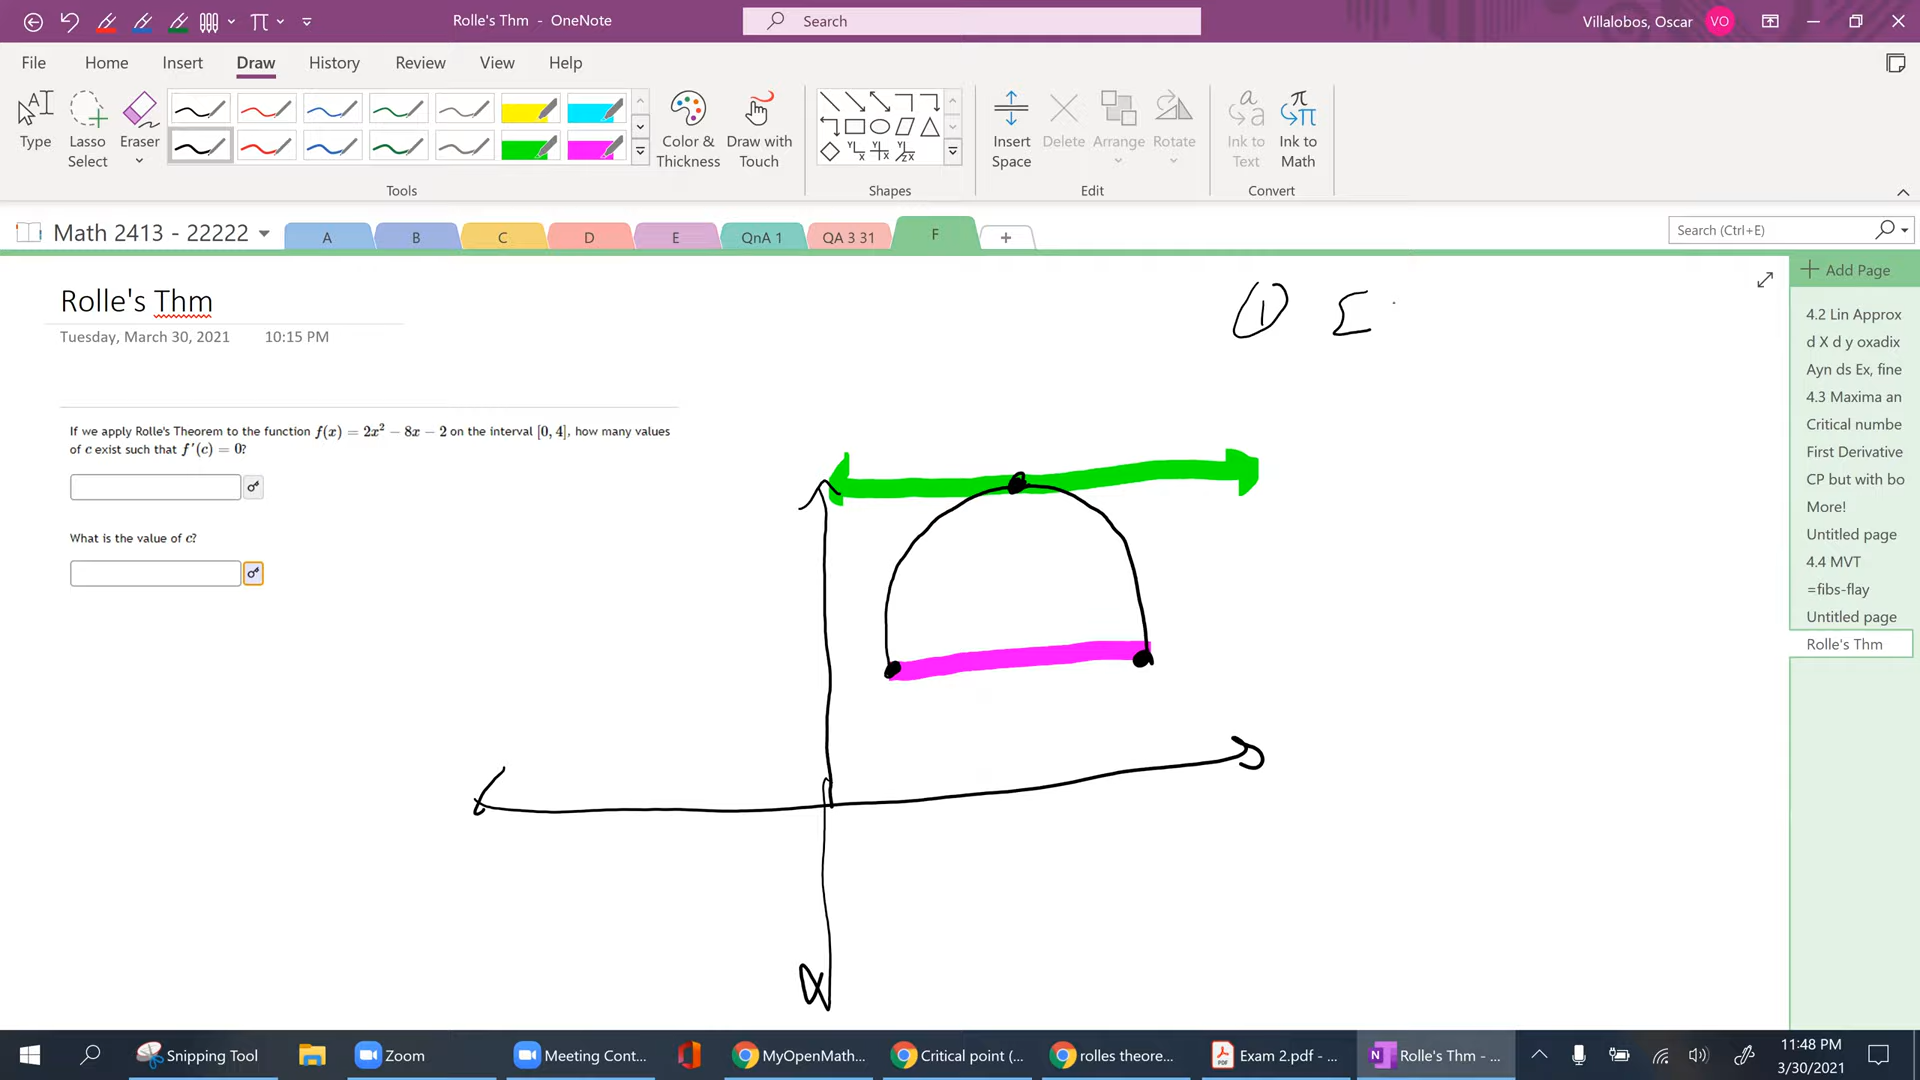 Rolle's Thm - OneNote
Search
Villalobos, Oscar
VO
File Home Insert Draw History Review View Help
Type
Lasso Select
Eraser
Color & Thickness
Draw with Touch
Insert Space
Delete
Arrange
Rotate
Ink to Text
Ink to Math
Tools
Shapes
Edit
Convert
Math 2413 - 22222
A B C D E QnA 1 QA 3 31 F +
Search (Ctrl+E)
Add Page
Rolle's Thm
Tuesday, March 30, 2021 10:15 PM
① Σ
If we apply Rolle's Theorem to the function f(x) = 2x² − 8x − 2 on the interval [0, 4], how many values
of c exist such that f'(c) = 0?
What is the value of c?
4.2 Lin Approx
d X d y oxadix
Ayn ds Ex, fine
4.3 Maxima an
Critical numbe
First Derivative
CP but with bo
More!
Untitled page
4.4 MVT
=fibs-flay
Untitled page
Rolle's Thm
Snipping Tool
Zoom
Meeting Cont...
MyOpenMath...
Critical point (...
rolles theore...
Exam 2.pdf - ...
Rolle's Thm - ...
11:48 PM
3/30/2021